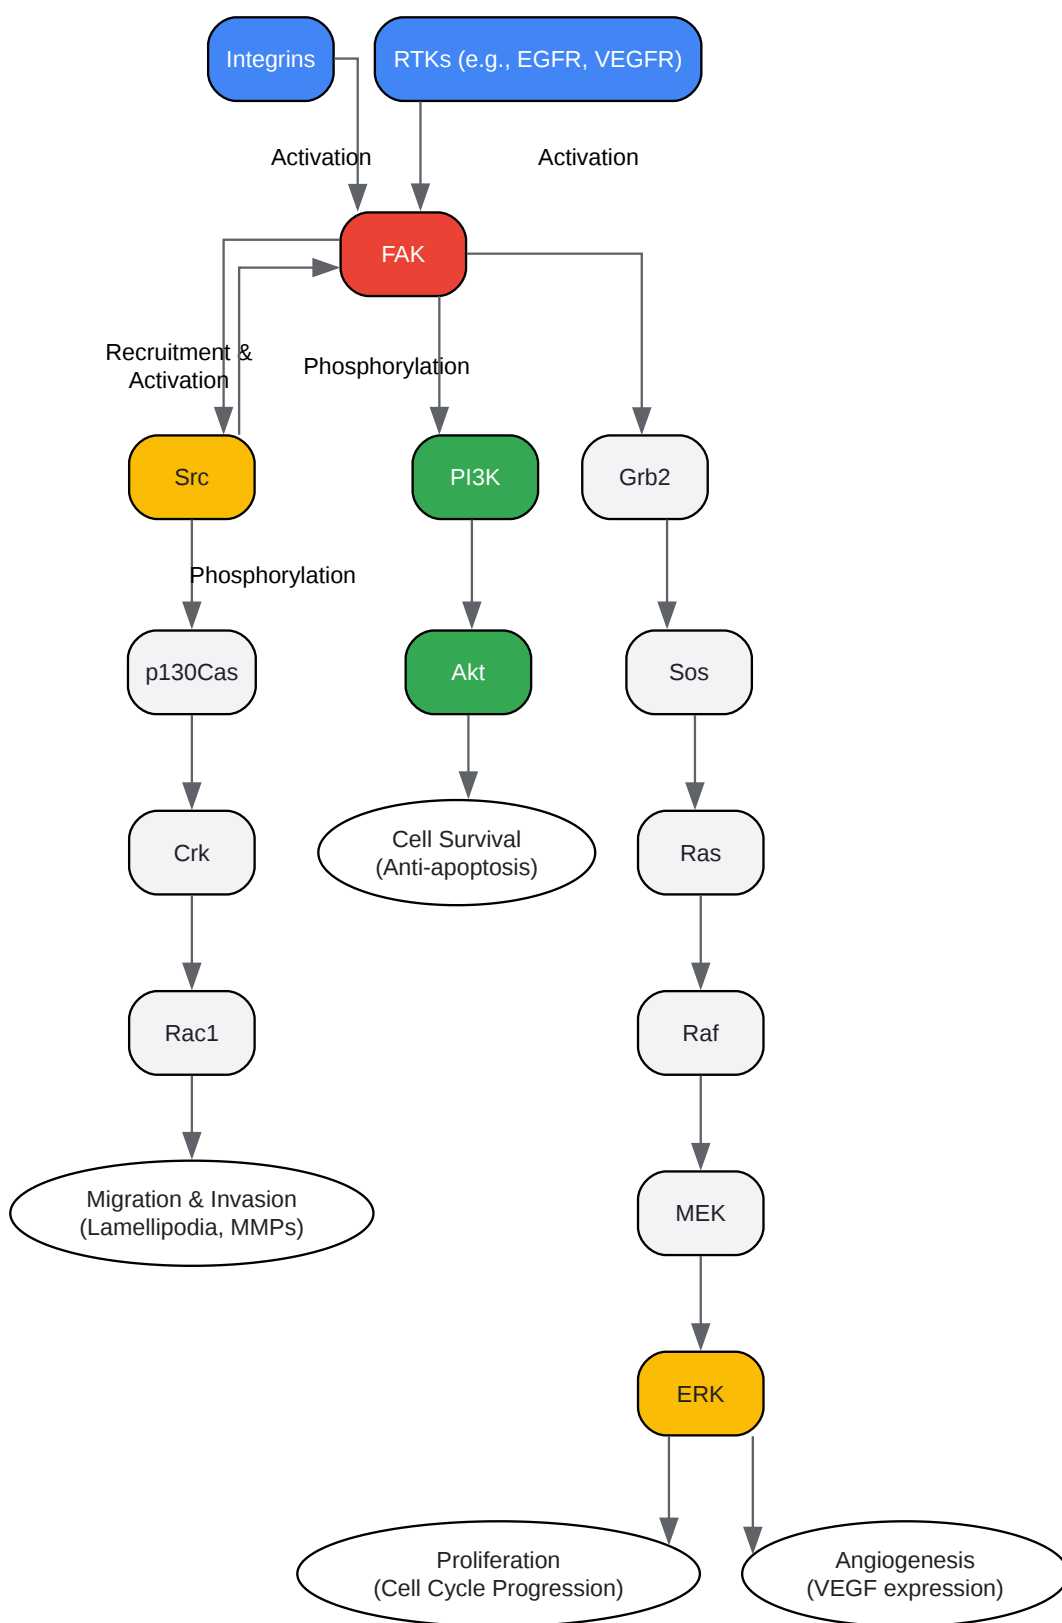 Integrins
RTKs (e.g., EGFR, VEGFR)
Activation
Activation
FAK
Recruitment &
Activation
Phosphorylation
Src
PI3K
Grb2
Phosphorylation
p130Cas
Akt
Sos
Crk
Cell Survival
(Anti-apoptosis)
Ras
Rac1
Raf
Migration & Invasion
(Lamellipodia, MMPs)
MEK
ERK
Proliferation
(Cell Cycle Progression)
Angiogenesis
(VEGF expression)